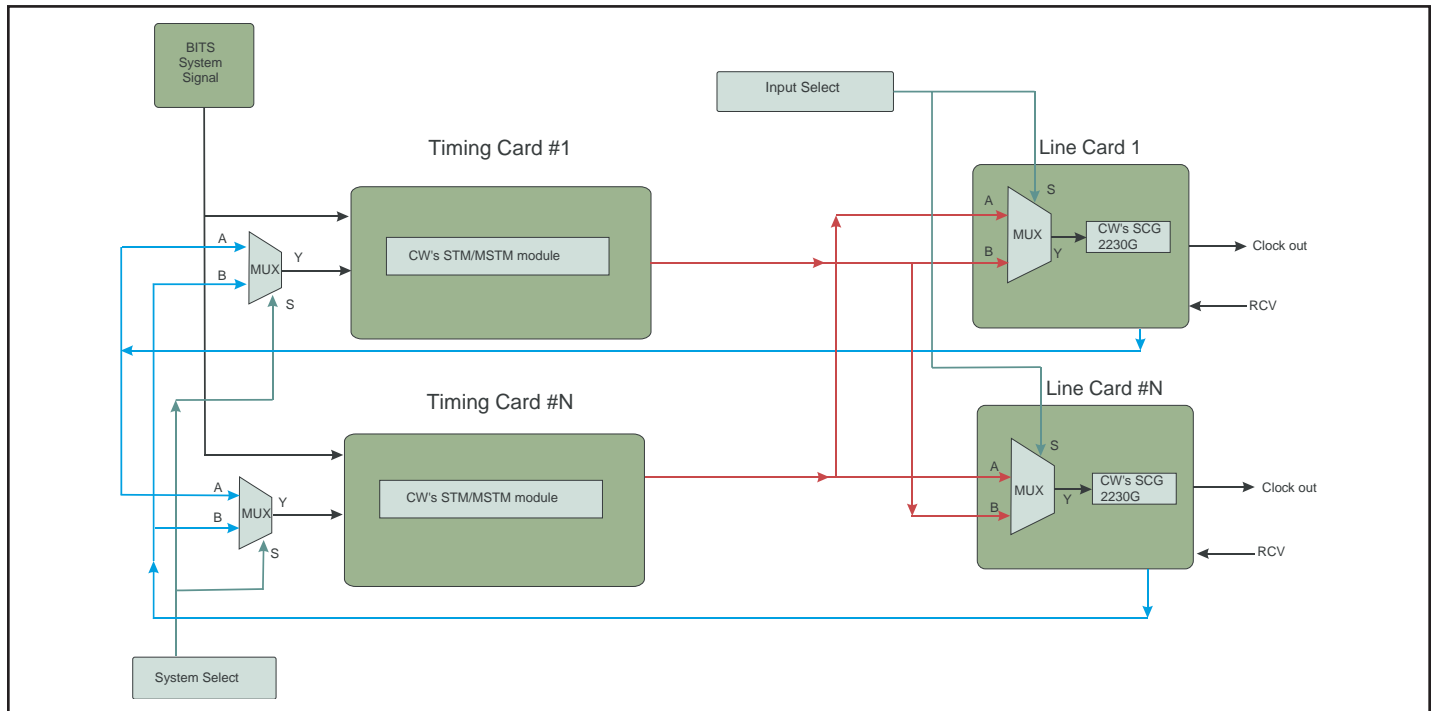 BITS
System
Signal
Input Select
Timing Card #1
Line Card 1
S
A
A
CW's SCG
2230G
MUX
Y
B
Clock out
CW's STM/MSTM module
Y
MUX
B
S
RCV
Timing Card #N
Line Card #N
S
A
CW's SCG
2230G
MUX
Y
B
Clock out
CW's STM/MSTM module
A
Y
MUX
B
S
RCV
System Select